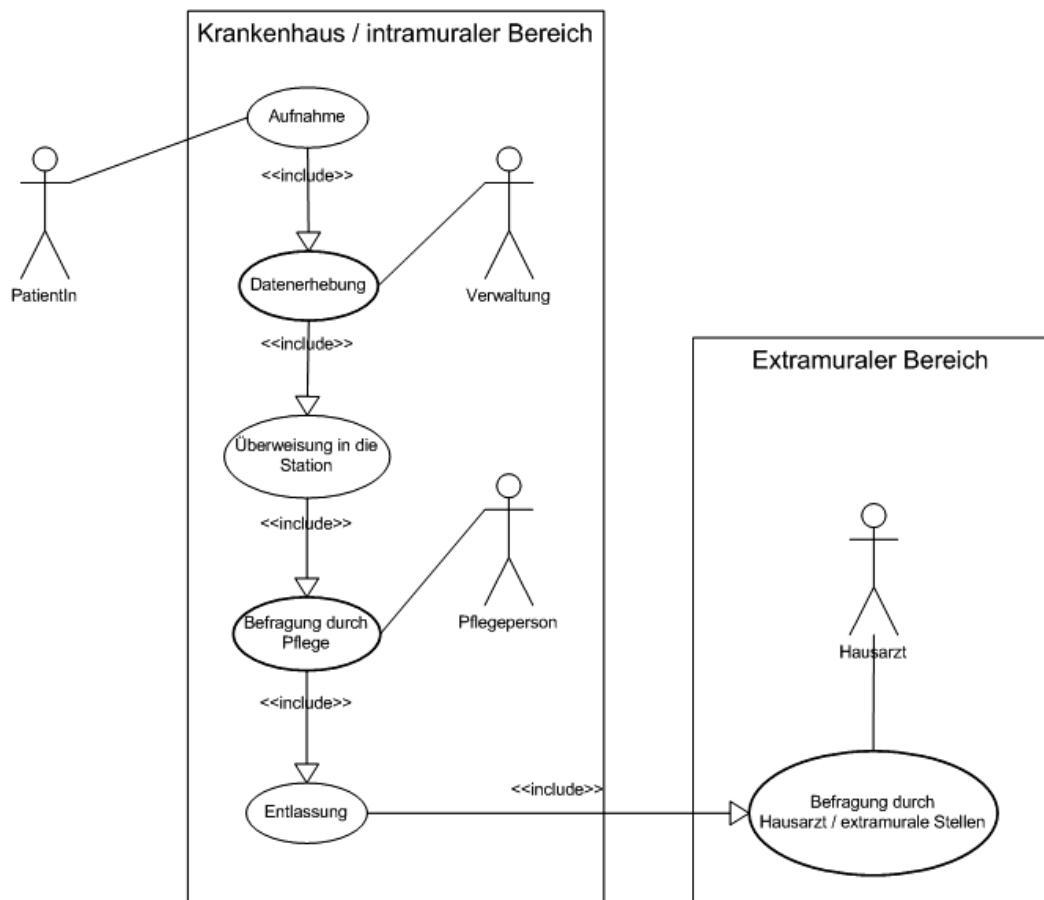 Krankenhaus / intramuraler Bereich
Aufnahme
<<include>>
PatientIn
Datenerhebung
Verwaltung
<<include>>
Extramuraler Bereich
Überweisung in die
Station
<<include>>
Befragung durch
Pflege
Pflegeperson
Hausarzt
<<include>>
<<include>>
Entlassung
Befragung durch
Hausarzt / extramurale Stellen